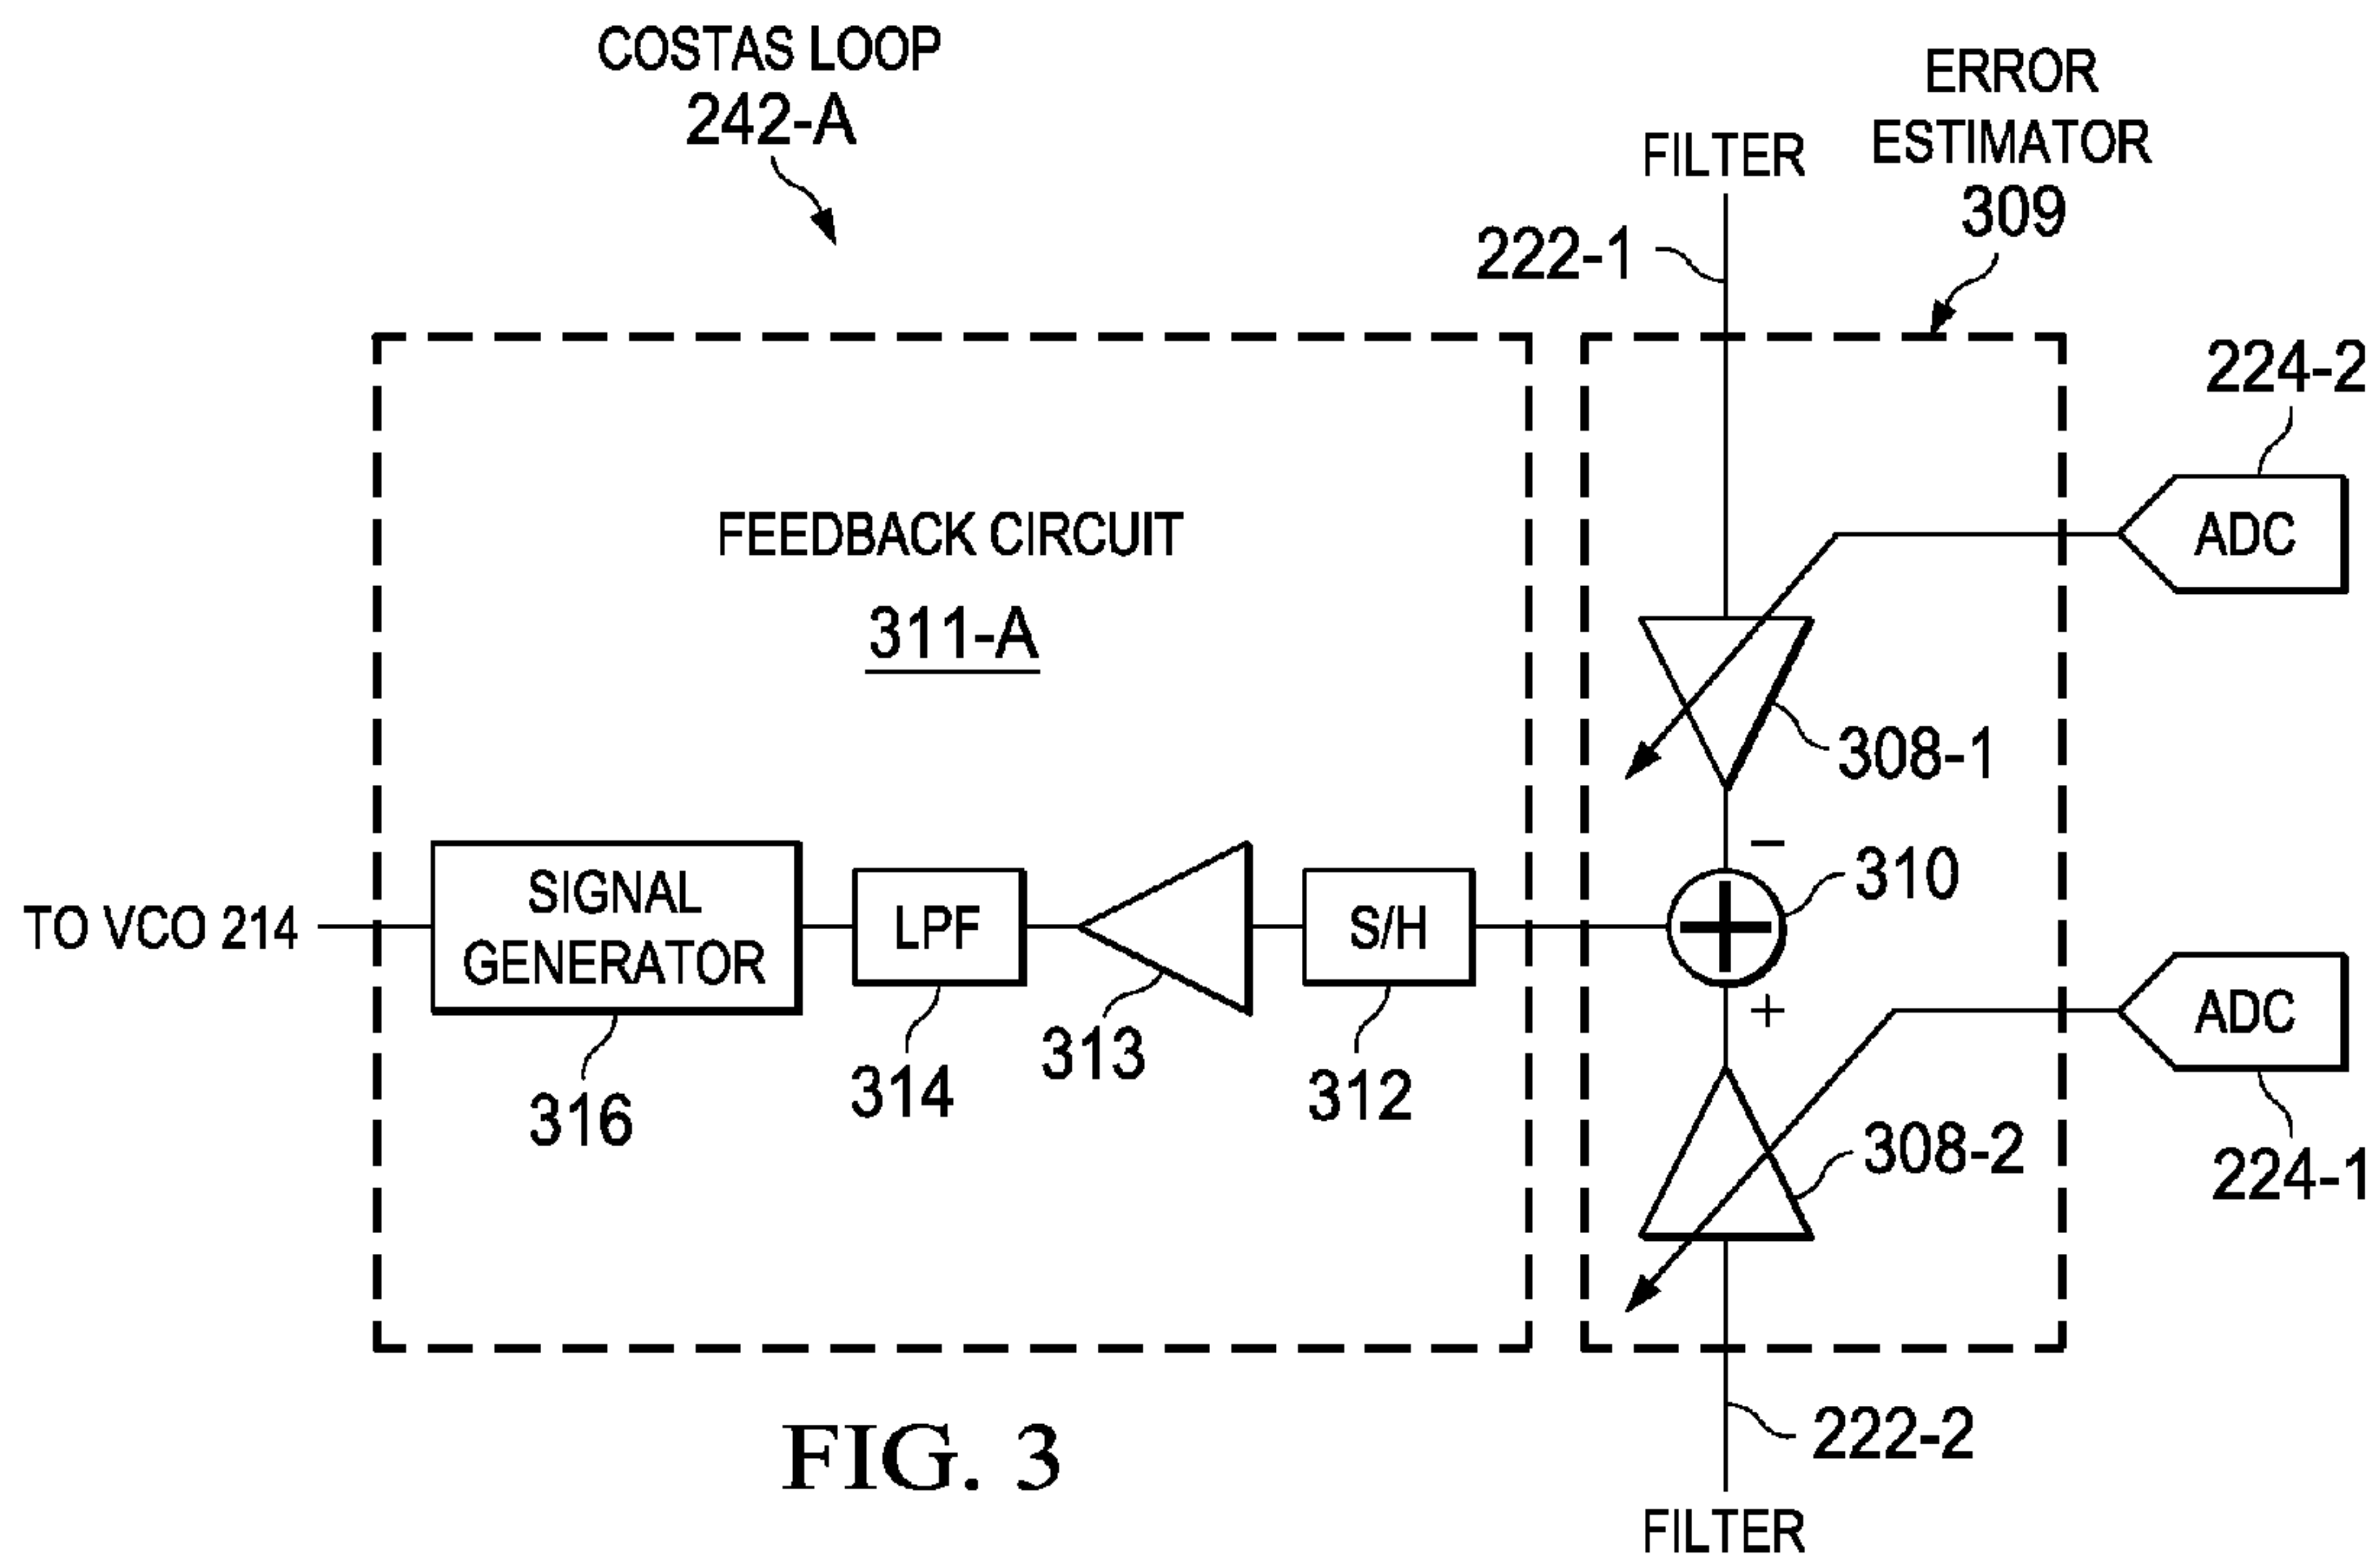 COSTAS LOOP
242-A
ERROR
ESTIMATOR
309
FILTER
222-1
224-2
ADC
FEEDBACK CIRCUIT
311-A
308-1
−
310
TO VCO 214
SIGNAL
GENERATOR
LPF
S/H
+
ADC
316
314
313
312
308-2
224-1
222-2
FILTER
FIG. 3